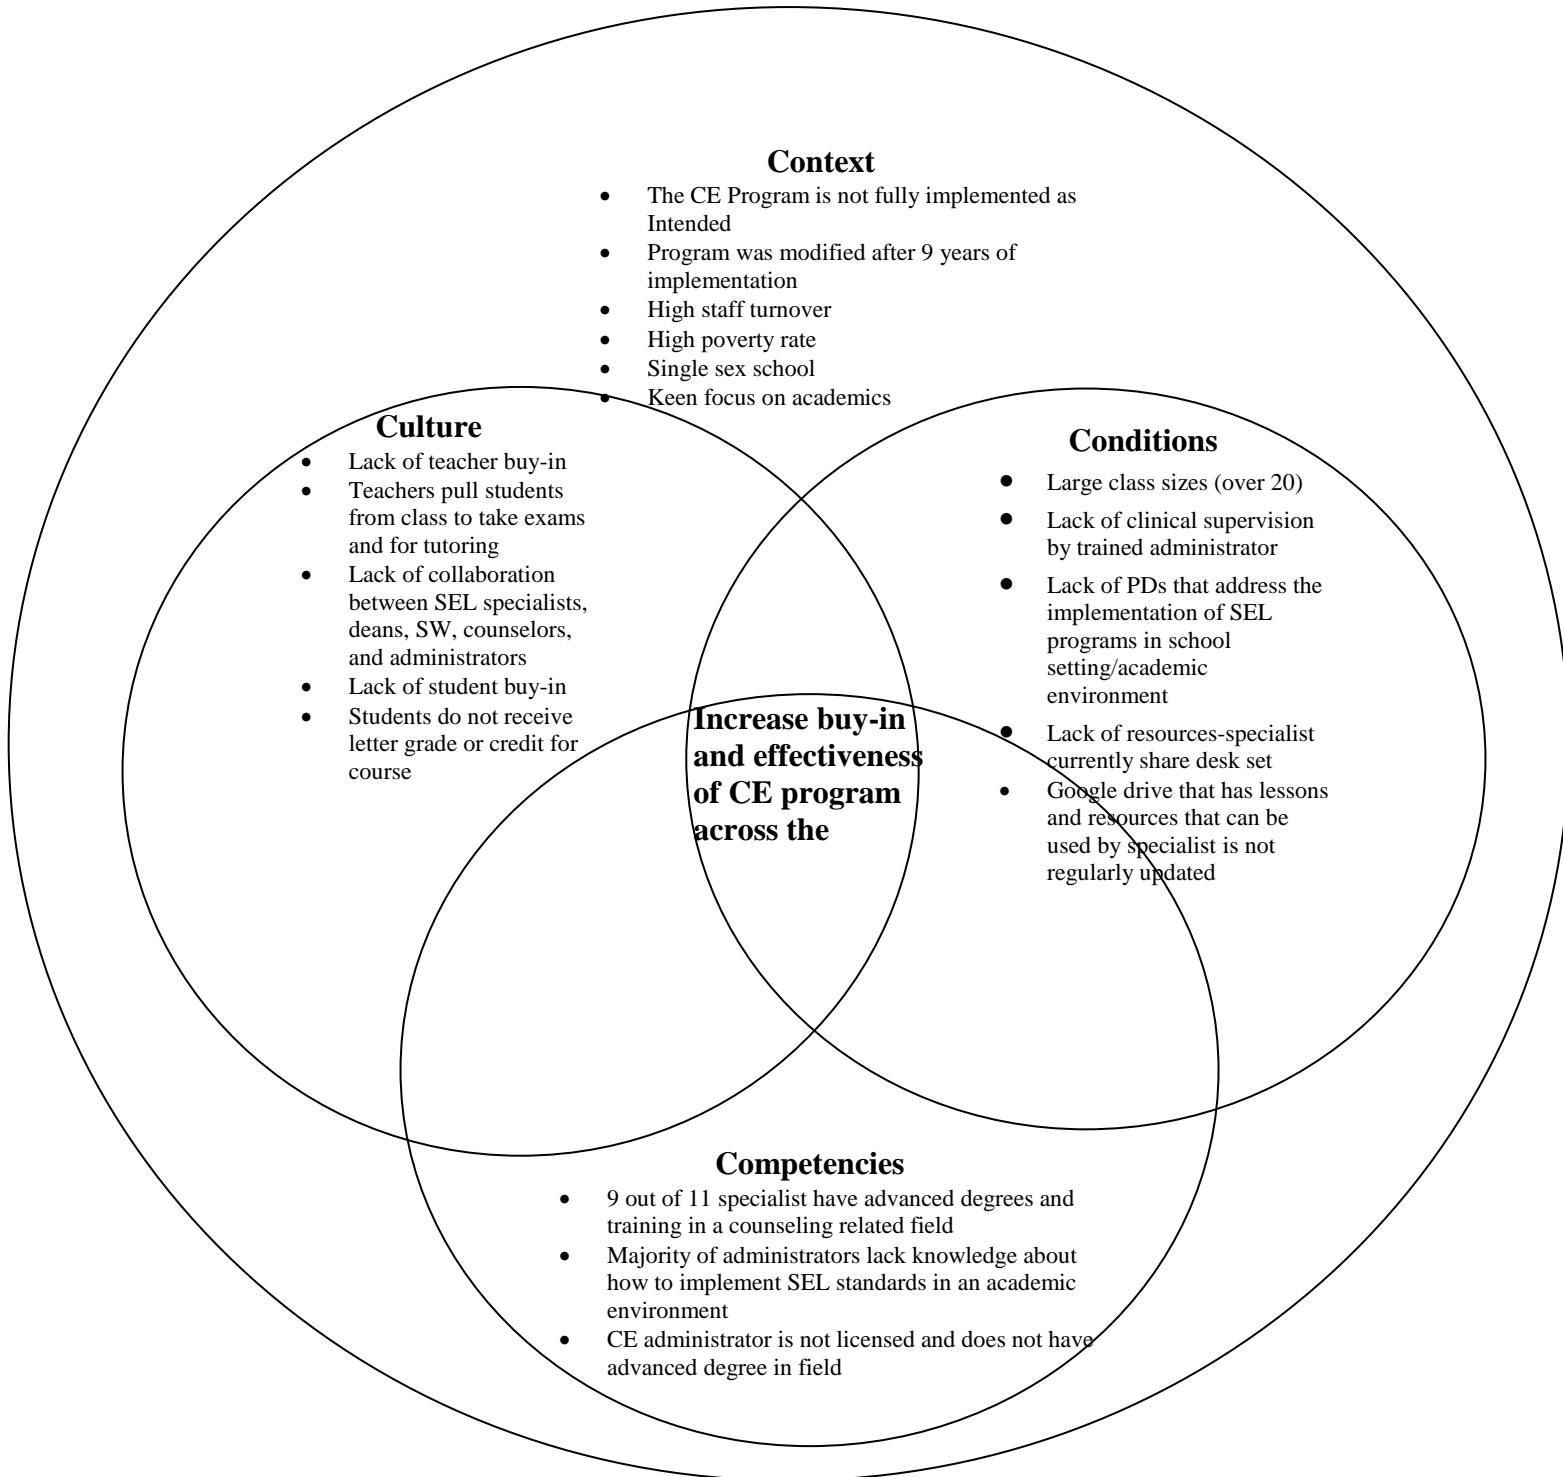 Context
• The CE Program is not fully implemented as
Intended
• Program was modified after 9 years of
implementation
• High staff turnover
• High poverty rate
• Single sex school
• Keen focus on academics
Culture
• Lack of teacher buy-in
• Teachers pull students
from class to take exams
and for tutoring
• Lack of collaboration
between SEL specialists,
deans, SW, counselors,
and administrators
• Lack of student buy-in
• Students do not receive
letter grade or credit for
course
Conditions
• Large class sizes (over 20)
• Lack of clinical supervision
by trained administrator
• Lack of PDs that address the
implementation of SEL
programs in school
setting/academic
environment
• Lack of resources-specialist
currently share desk set
• Google drive that has lessons
and resources that can be
used by specialist is not
regularly updated
Increase buy-in
and effectiveness
of CE program
across the
Competencies
• 9 out of 11 specialist have advanced degrees and
training in a counseling related field
• Majority of administrators lack knowledge about
how to implement SEL standards in an academic
environment
• CE administrator is not licensed and does not have
advanced degree in field